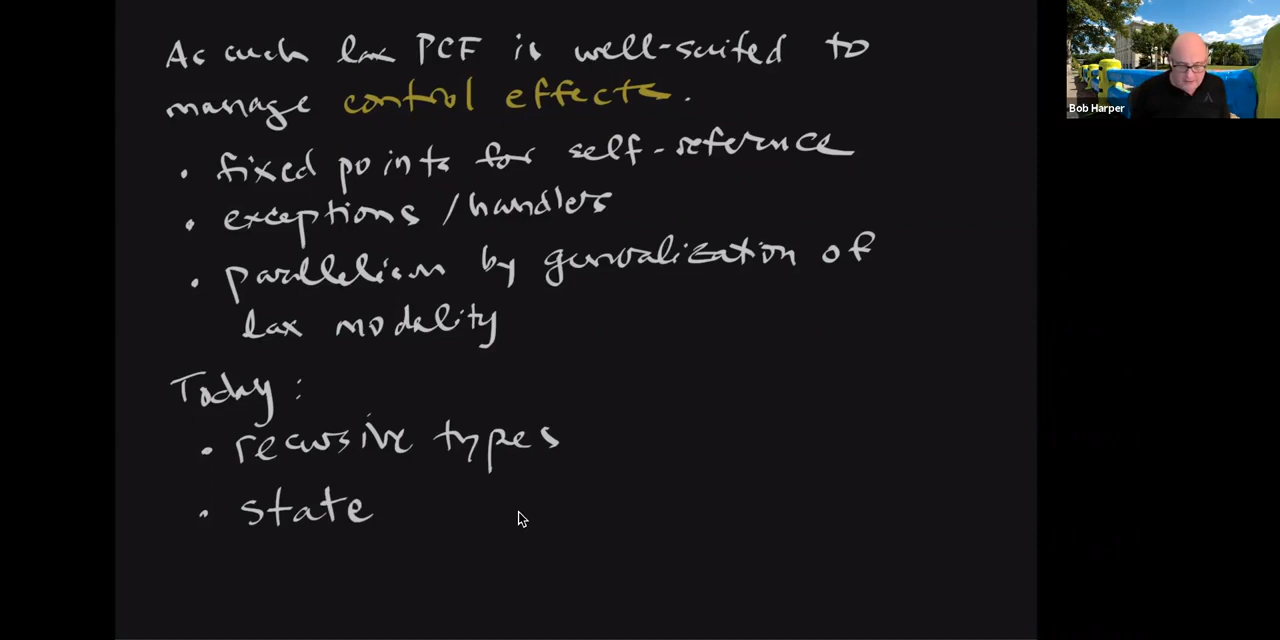 As such lax PCF is well-suited to
manage control effects.
• fixed points for self-reference
• exceptions / handlers
• parallelism by generalization of
lax modality
Today:
• recursive types
• state
Bob Harper